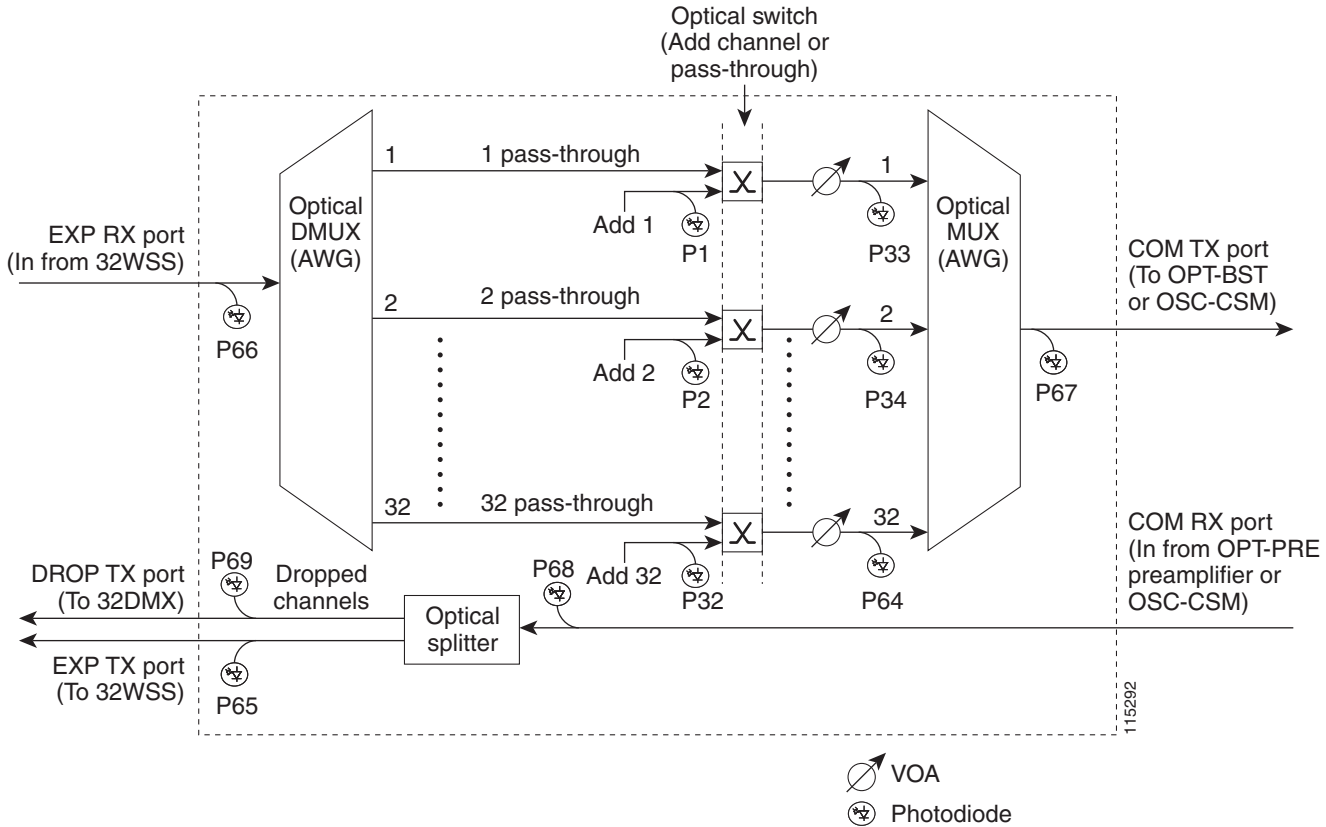 Optical switch
(Add channel or
pass-through)
1
1 pass-through
Add 1
P1
1
P33
Optical
DMUX
(AWG)
Optical
MUX
(AWG)
EXP RX port
(In from 32WSS)
P66
COM TX port
(To OPT-BST
or OSC-CSM)
P67
2
2 pass-through
Add 2
P2
2
P34
32
32 pass-through
Add 32
P32
32
P64
COM RX port
(In from OPT-PRE
preamplifier or
OSC-CSM)
P68
P69
Dropped
channels
DROP TX port
(To 32DMX)
Optical
splitter
EXP TX port
(To 32WSS)
P65
115292
VOA
Photodiode